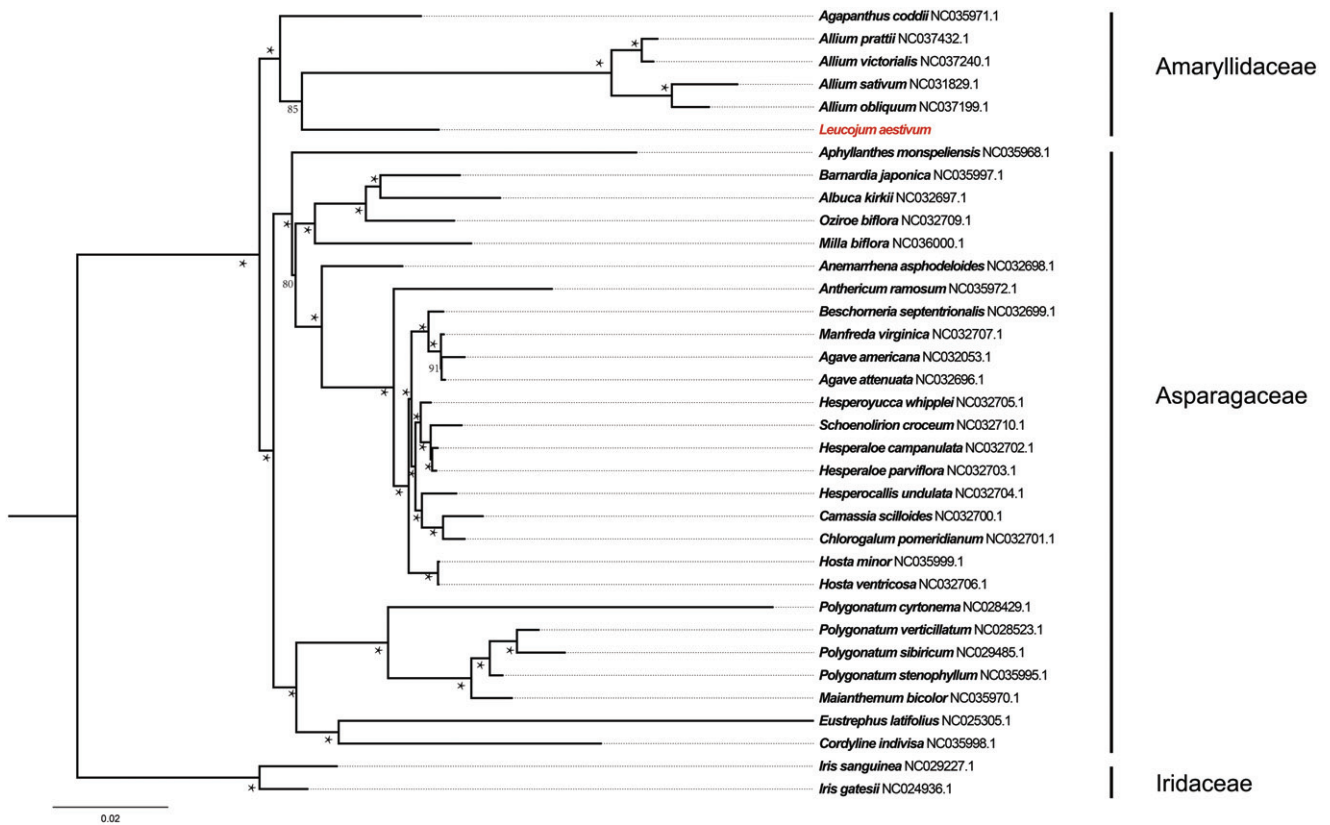 Agapanthus coddii NC035971.1
Allium prattii NC037432.1
Allium victorialis NC037240.1
Amaryllidaceae
Allium sativum NC031829.1
Allium obliquum NC037199.1
85
Leucojum aestivum
Aphyllanthes monspeliensis NC035968.1
Barnardia japonica NC035997.1
Albuca kirkii NC032697.1
Oziroe biflora NC032709.1
Milla biflora NC036000.1
Anemarrhena asphodeloides NC032698.1
80
Anthericum ramosum NC035972.1
Beschorneria septentrionalis NC032699.1
Manfreda virginica NC032707.1
Agave americana NC032053.1
91
Agave attenuata NC032696.1
Asparagaceae
Hesperoyucca whipplei NC032705.1
Schoenolirion croceum NC032710.1
Hesperaloe campanulata NC032702.1
Hesperaloe parviflora NC032703.1
Hesperocallis undulata NC032704.1
Camassia scilloides NC032700.1
Chlorogalum pomeridianum NC032701.1
Hosta minor NC035999.1
Hosta ventricosa NC032706.1
Polygonatum cyrtonema NC028429.1
Polygonatum verticillatum NC028523.1
Polygonatum sibiricum NC029485.1
Polygonatum stenophyllum NC035995.1
Maianthemum bicolor NC035970.1
Eustrephus latifolius NC025305.1
Cordyline indivisa NC035998.1
Iris sanguinea NC029227.1
Iridaceae
Iris gatesii NC024936.1
0.02